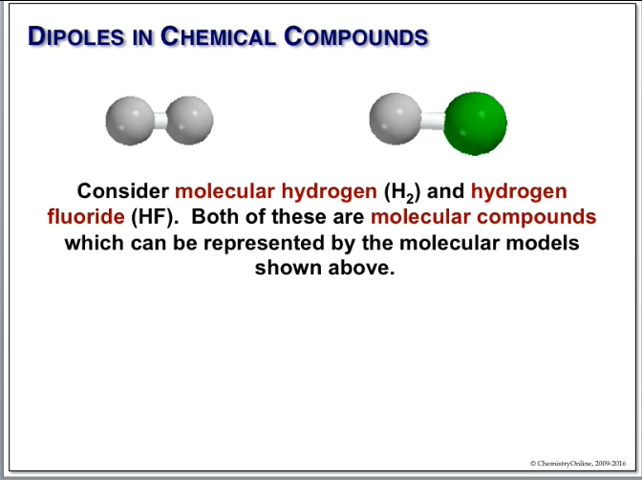 DIPOLES IN CHEMICAL COMPOUNDS
Consider molecular hydrogen (H₂) and hydrogen
fluoride (HF).  Both of these are molecular compounds
which can be represented by the molecular models
shown above.
© ChemistryOnline, 2009-2016